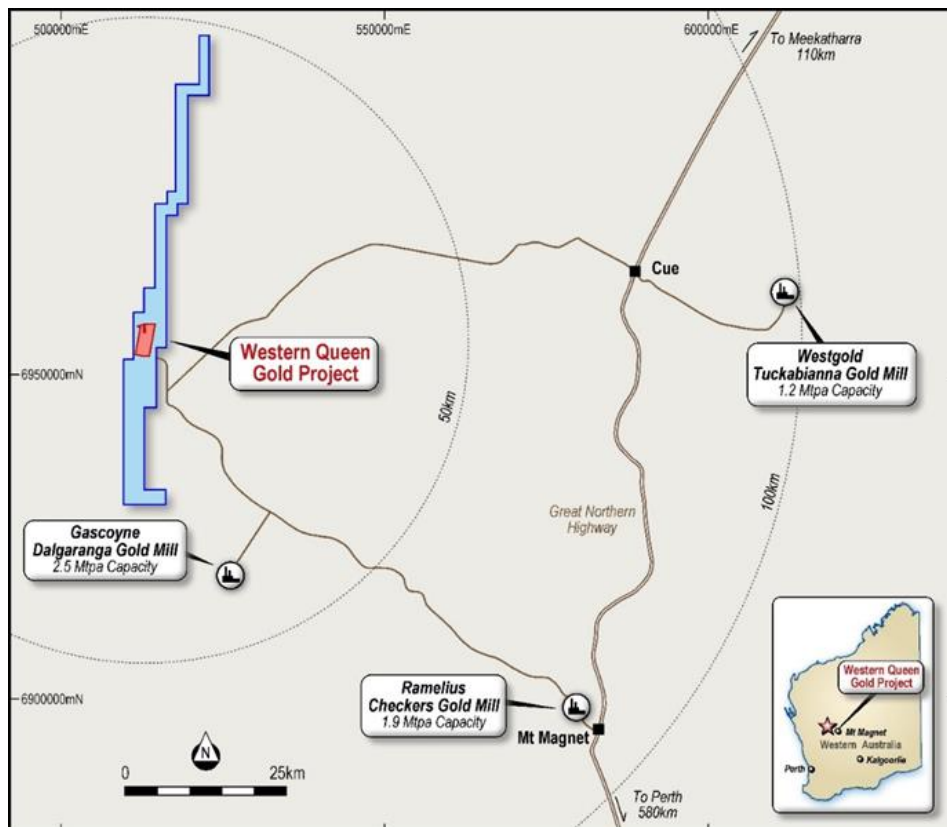 500000mE
550000mE
600000mE
To Meekatharra
110km
Cue
Westgold
Tuckabianna Gold Mill
1.2 Mtpa Capacity
Western Queen
Gold Project
6950000mN
50km
100km
Great Northern
Highway
Gascoyne
Dalgaranga Gold Mill
2.5 Mtpa Capacity
Ramelius
Checkers Gold Mill
1.9 Mtpa Capacity
6900000mN
Mt Magnet
N
0
25km
To Perth
580km
Western Queen
Gold Project
Mt Magnet
Western Australia
Kalgoorlie
Perth